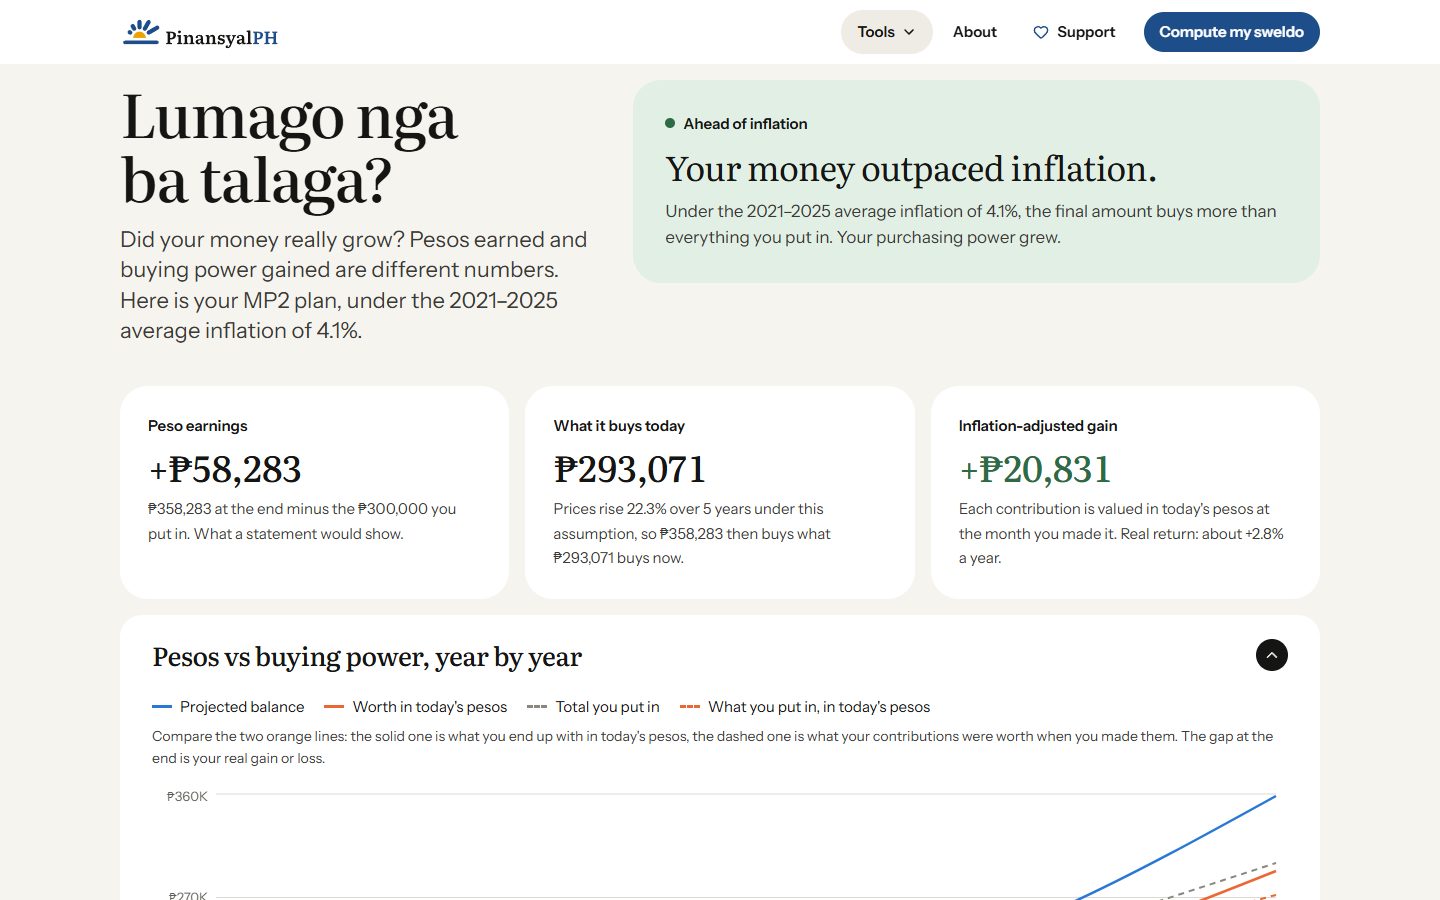 PinansyalPH
Tools
About
Support
Compute my sweldo
Lumago nga
ba talaga?
Did your money really grow? Pesos earned and
buying power gained are different numbers.
Here is your MP2 plan, under the 2021–2025
average inflation of 4.1%.
Ahead of inflation
Your money outpaced inflation.
Under the 2021–2025 average inflation of 4.1%, the final amount buys more than
everything you put in. Your purchasing power grew.
Peso earnings
+₱58,283
₱358,283 at the end minus the ₱300,000 you
put in. What a statement would show.
What it buys today
₱293,071
Prices rise 22.3% over 5 years under this
assumption, so ₱358,283 then buys what
₱293,071 buys now.
Inflation-adjusted gain
+₱20,831
Each contribution is valued in today's pesos at
the month you made it. Real return: about +2.8%
a year.
Pesos vs buying power, year by year
Projected balance
Worth in today's pesos
Total you put in
What you put in, in today's pesos
Compare the two orange lines: the solid one is what you end up with in today's pesos, the dashed one is what your contributions were worth when you made them. The gap at the
end is your real gain or loss.
₱360K
₱270K